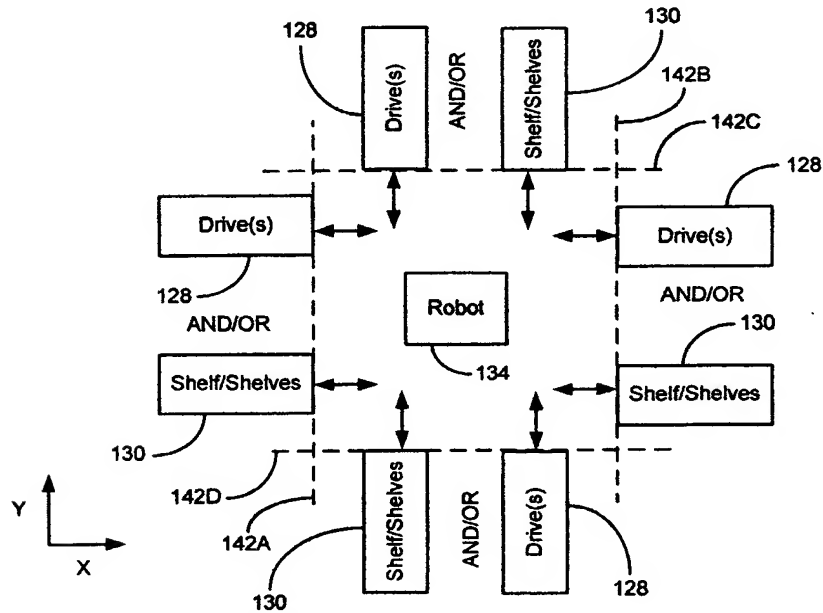 128
130
142B
142C
Drive(s)
AND/OR
Shelf/Shelves
128
Drive(s)
Drive(s)
128
AND/OR
AND/OR
Robot
130
134
Shelf/Shelves
Shelf/Shelves
130
142D
Y
X
142A
130
Shelf/Shelves
AND/OR
Drive(s)
128